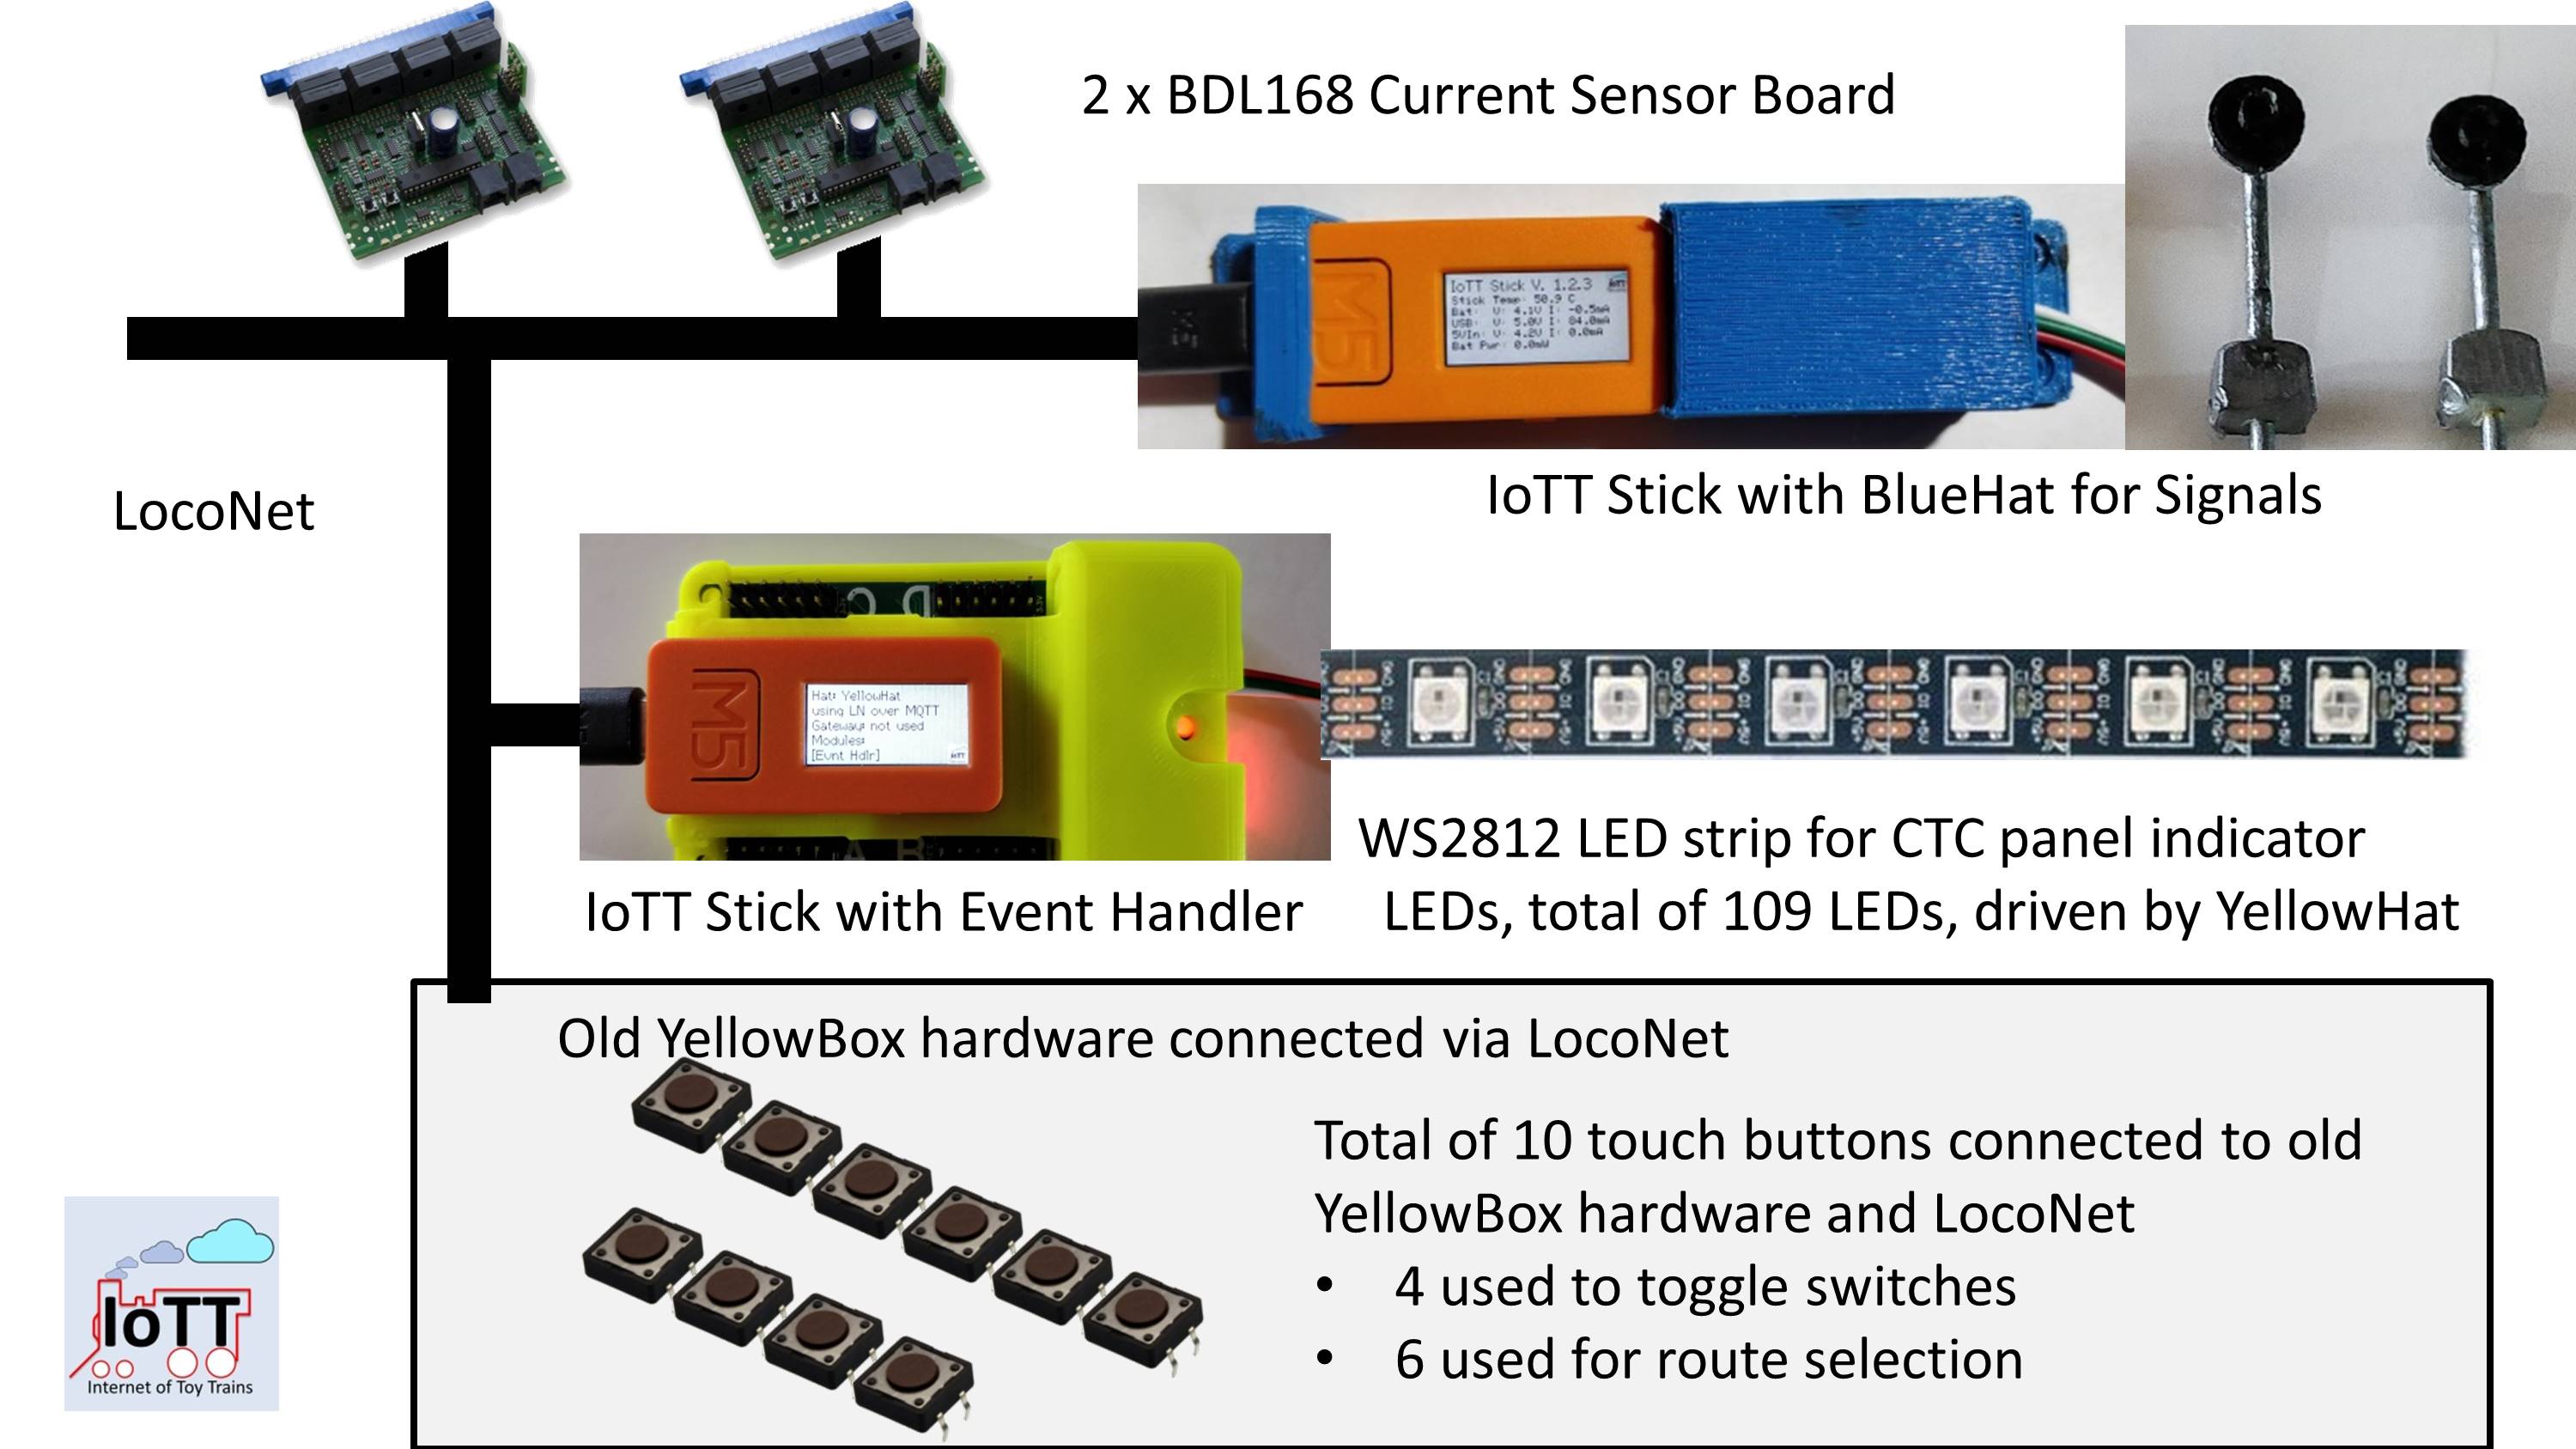 2 x BDL168 Current Sensor Board
M5
IoTT Stick V. 1.2.3
Stick Temp: 50.9 C
Bat: V: 4.1V I: -0.5mA
USB: V: 5.0V I: 84.0mA
5VIn: V: 4.2V I: 0.0mA
Bat Pwr: 0.0mW
IoTT Stick with BlueHat for Signals
LocoNet
C D
M5
Hat: YellowHat
using LN over MQTT
Gateway: not used
Modules:
[Evnt Hdlr]
IoTT
A B
WS2812 LED strip for CTC panel indicator
LEDs, total of 109 LEDs, driven by YellowHat
IoTT Stick with Event Handler
Old YellowBox hardware connected via LocoNet
Total of 10 touch buttons connected to old
YellowBox hardware and LocoNet
• 4 used to toggle switches
• 6 used for route selection
IoTT
Internet of Toy Trains